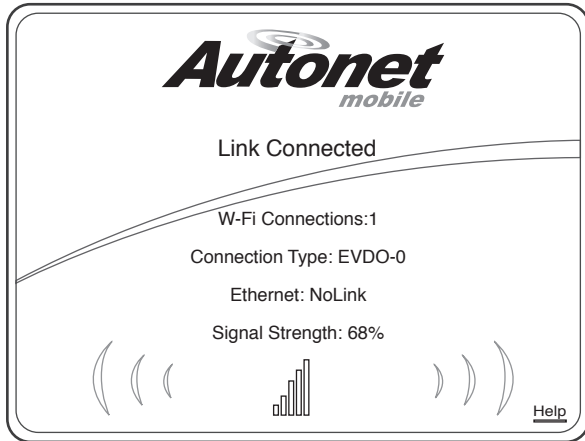 Autonet
mobile
Link Connected
W-Fi Connections:1
Connection Type: EVDO-0
Ethernet: NoLink
Signal Strength: 68%
Help